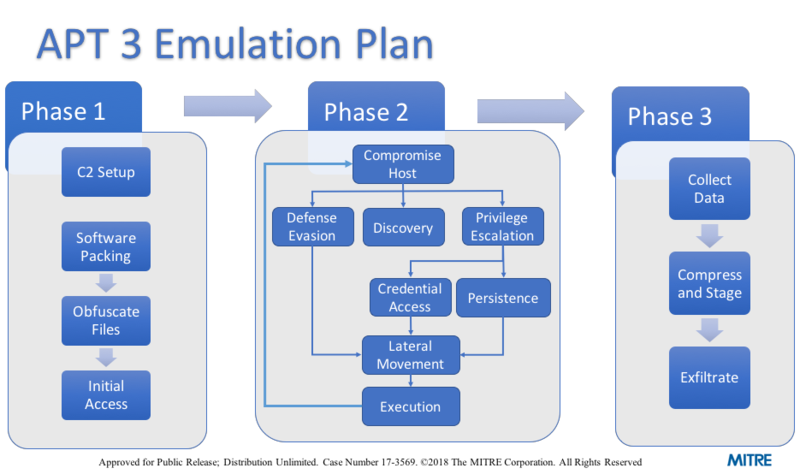 APT 3 Emulation Plan
Phase 1
C2 Setup
Software
Packing
Obfuscate
Files
Initial
Access
Phase 2
Compromise
Host
Defense
Evasion
Discovery
Privilege
Escalation
Credential
Access
Persistence
Lateral
Movement
Execution
Phase 3
Collect
Data
Compress
and Stage
Exfiltrate
Approved for Public Release; Distribution Unlimited. Case Number 17-3569. ©2018 The MITRE Corporation. All Rights Reserved
MITRE